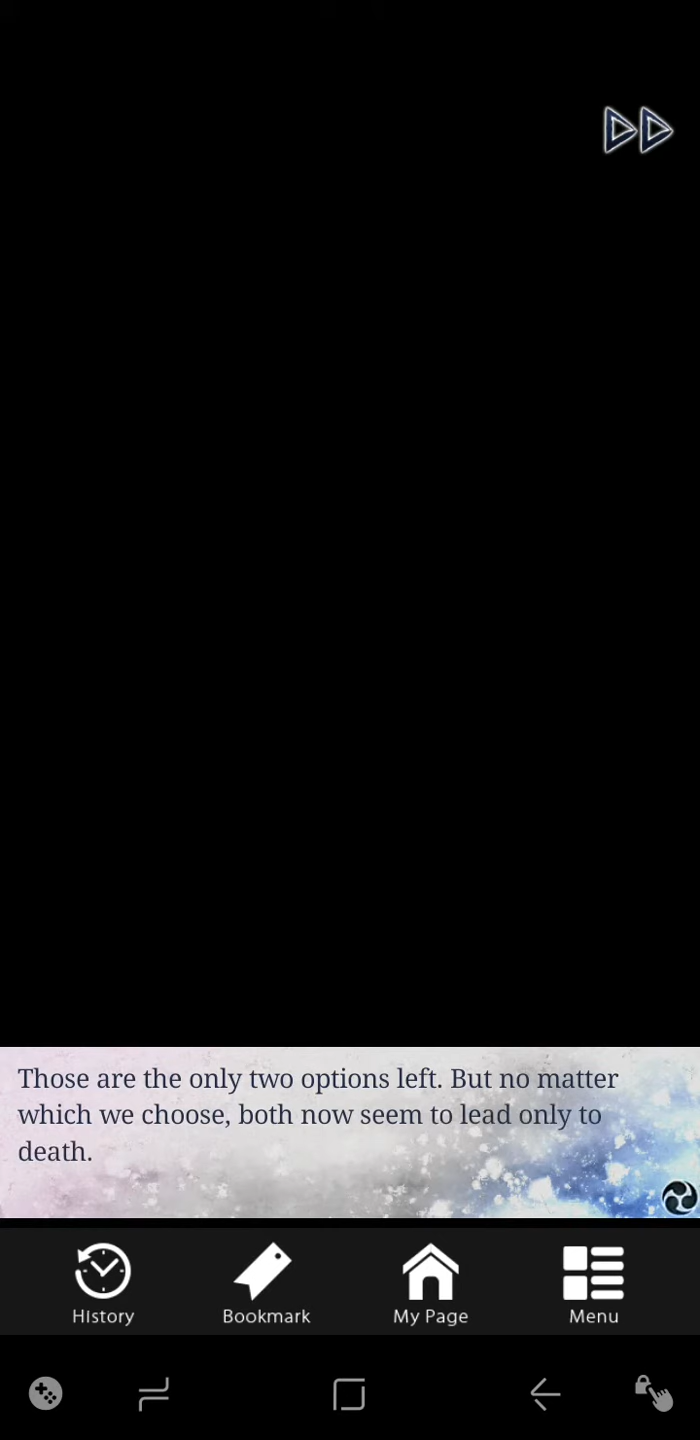 Those are the only two options left. But no matter
which we choose, both now seem to lead only to
death.
History
Bookmark
My Page
Menu